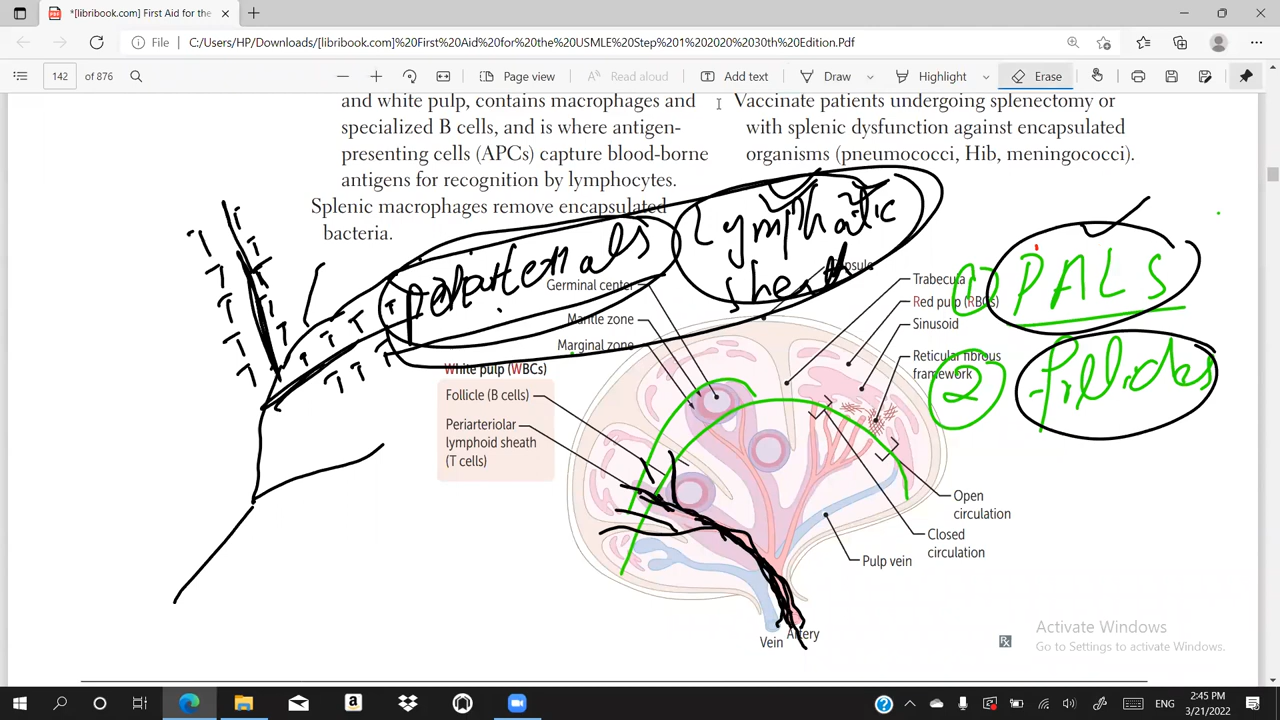 *[libribook.com] First Aid for the
File
C:/Users/HP/Downloads/[libribook.com]%20First%20Aid%20for%20the%20USMLE%20Step%201%202020%2030th%20Edition.Pdf
142 of 876
Page view
Read aloud
Add text
Draw
Highlight
Erase
and white pulp, contains macrophages and
specialized B cells, and is where antigen-
presenting cells (APCs) capture blood-borne
antigens for recognition by lymphocytes.
Splenic macrophages remove encapsulated
bacteria.
Vaccinate patients undergoing splenectomy or
with splenic dysfunction against encapsulated
organisms (pneumococci, Hib, meningococci).
Lymphatic
sheath
1) PALS
2
T T T T T T T T T T T T T T T T T T T T
Germinal center
Mantle zone
Marginal zone
White pulp (WBCs)
Follicle (B cells)
Periarteriolar
lymphoid sheath
(T cells)
Capsule
Trabecula
Red pulp (RBCs)
Sinusoid
Reticular fibrous
framework
Open
circulation
Closed
circulation
Pulp vein
Vein
Artery
Rx
Activate Windows
Go to Settings to activate Windows.
ENG
2:45 PM
3/21/2022